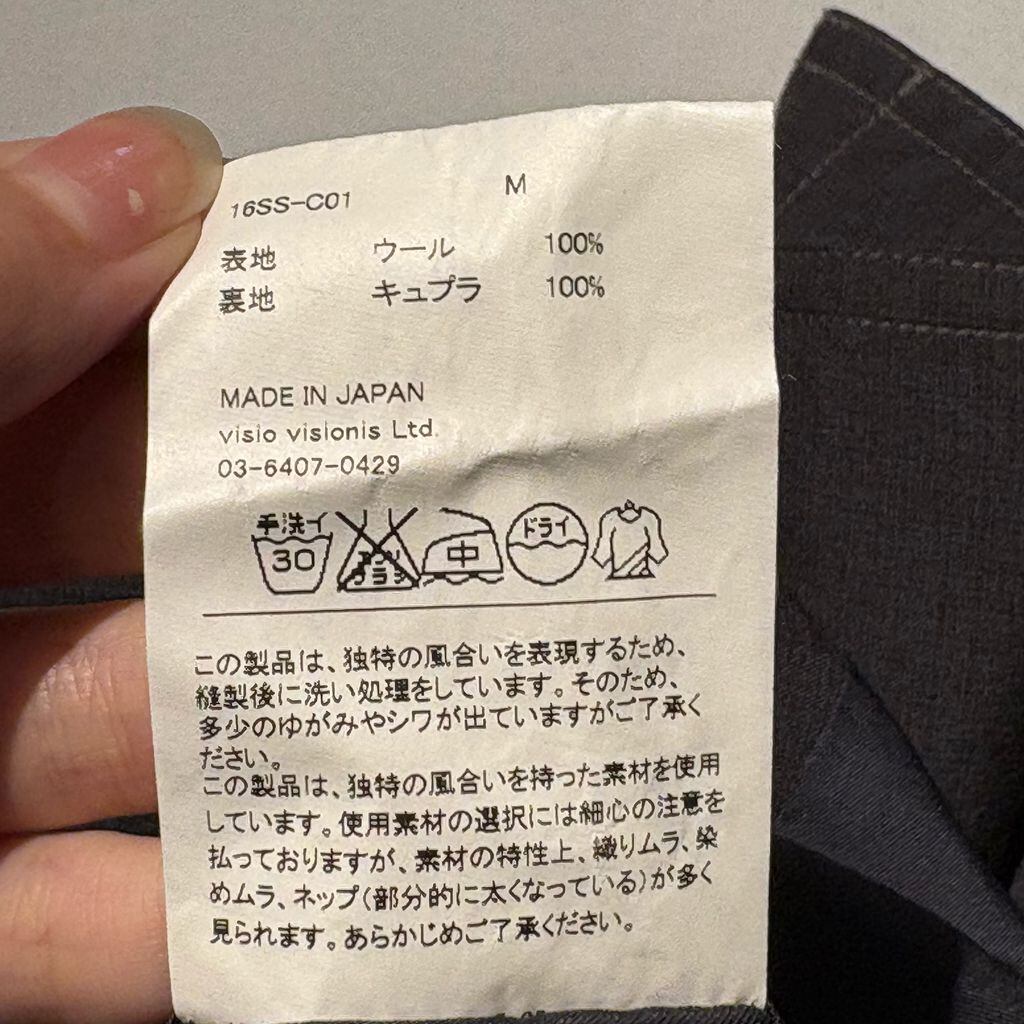 16SS-C01 M
表地 ウール 100%
裏地 キュプラ 100%
MADE IN JAPAN
visio visionis Ltd.
03-6407-0429
手洗イ 30 エンソ サラシ 中 ドライ
この製品は、独特の風合いを表現するため、
縫製後に洗い処理をしています。そのため、
多少のゆがみやシワが出ていますがご了承く
ださい。
この製品は、独特の風合いを持った素材を使用
しています。使用素材の選択には細心の注意を
払っておりますが、素材の特性上、織りムラ、染
めムラ、ネップ(部分的に太くなっている)が多く
見られます。あらかじめご了承ください。